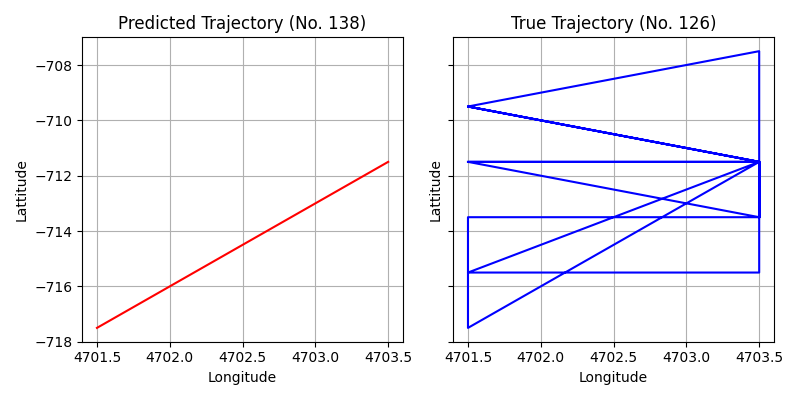 Predicted Trajectory (No. 138)
True Trajectory (No. 126)
−708
−710
−712
−714
−716
−718
Lattitude
Lattitude
4701.5 4702.0 4702.5 4703.0 4703.5
4701.5 4702.0 4702.5 4703.0 4703.5
Longitude
Longitude